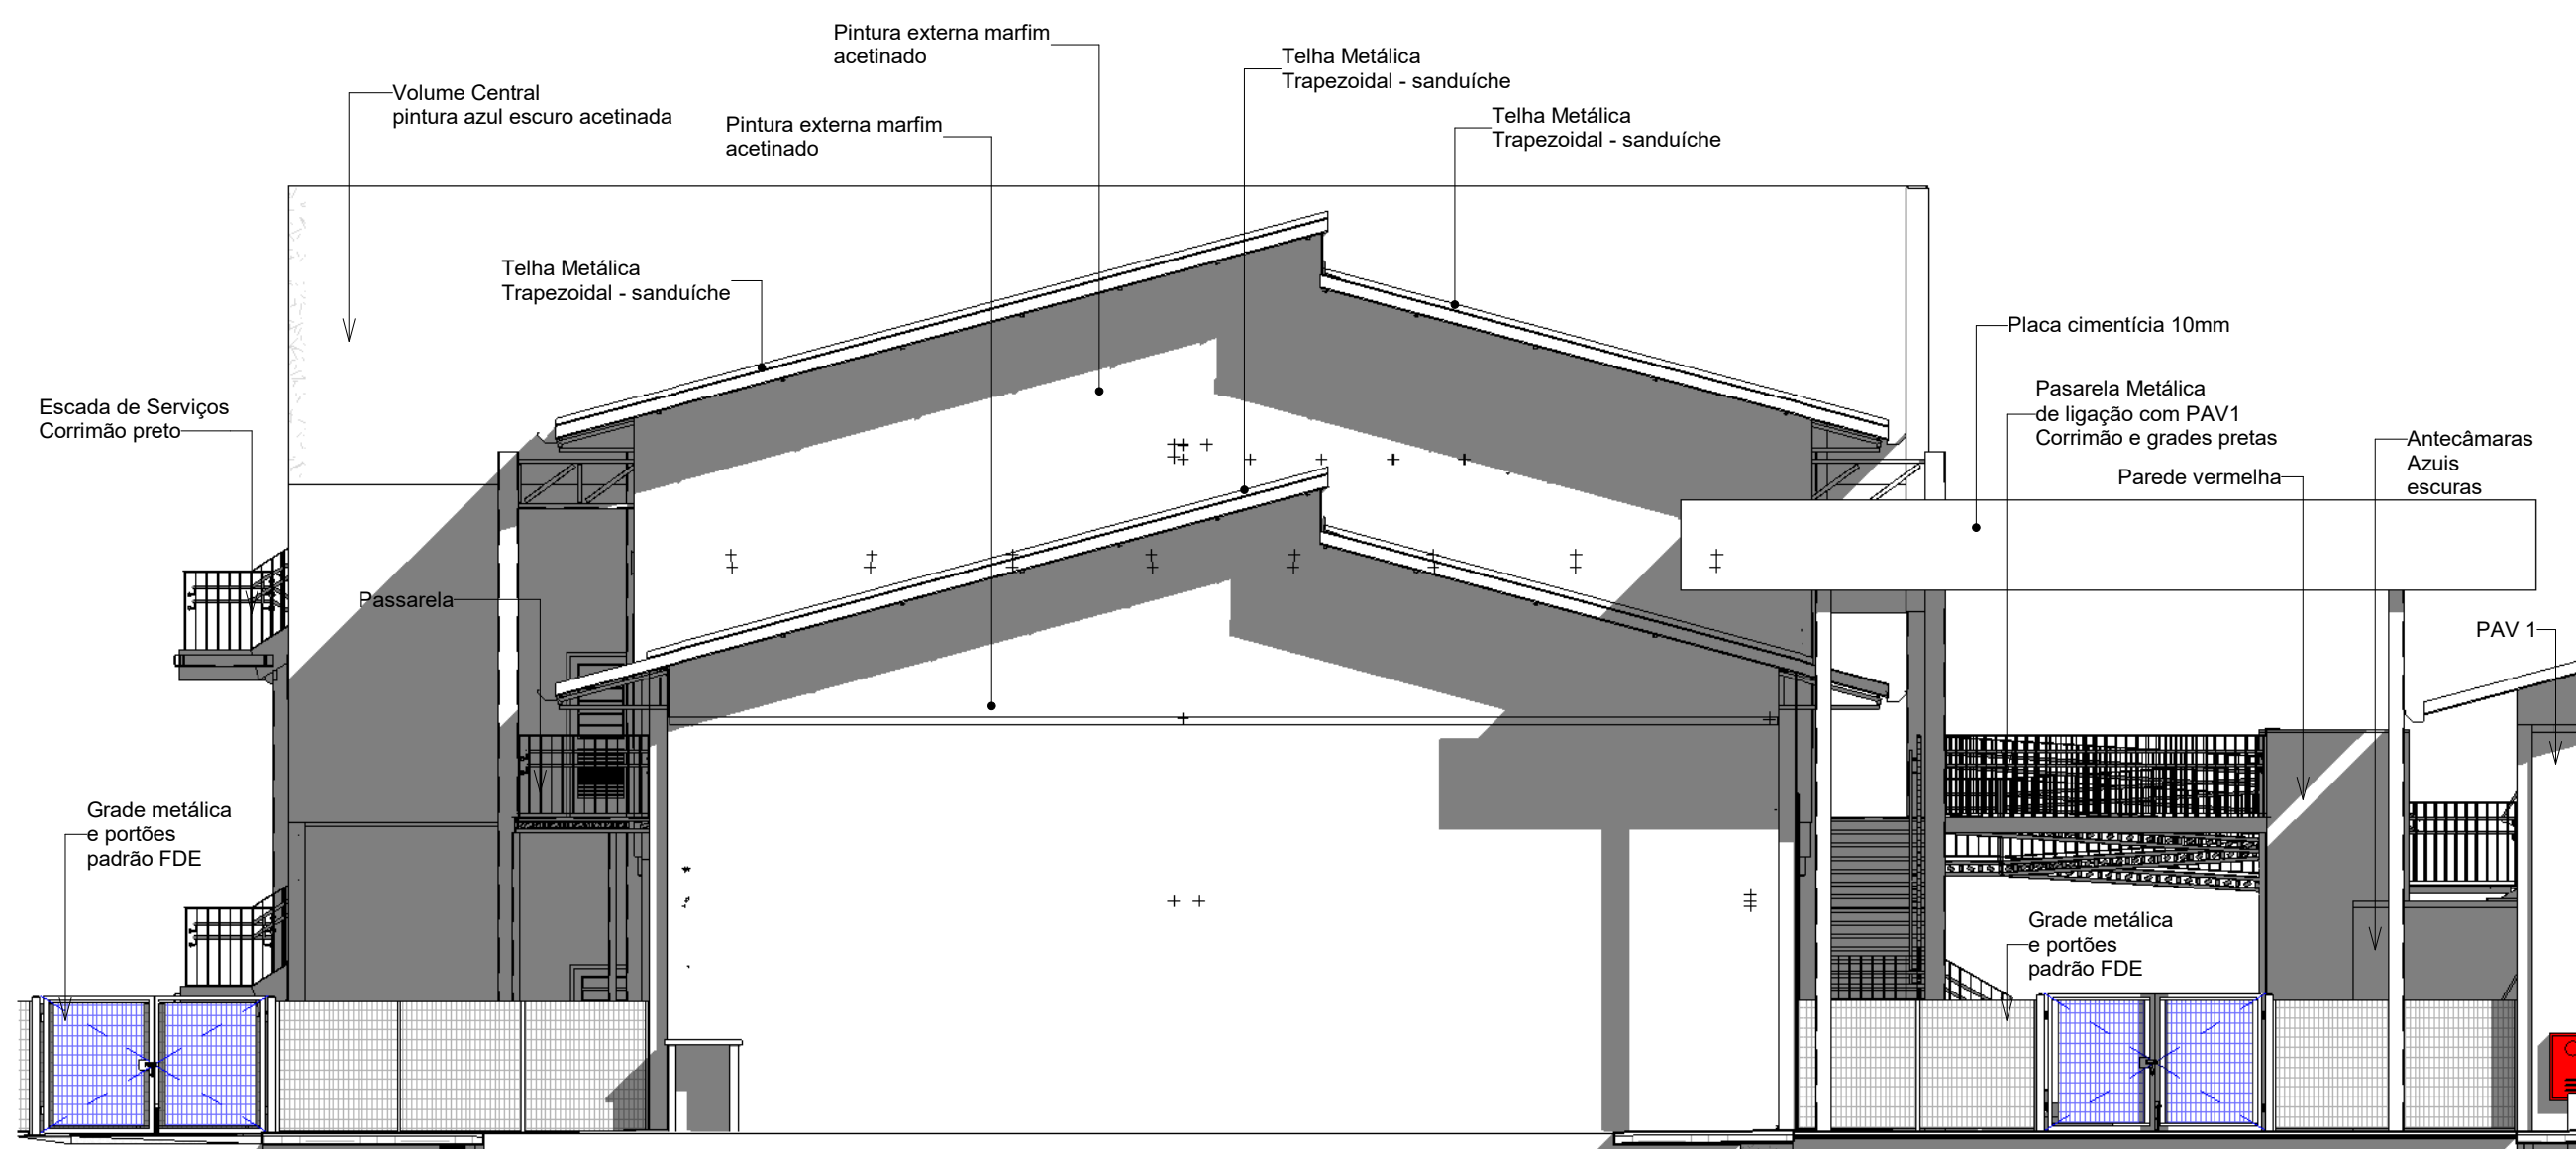 Pintura externa marfim
acetinado
Telha Metálica
Trapezoidal - sanduíche
Volume Central
pintura azul escuro acetinada
Pintura externa marfim
acetinado
Telha Metálica
Trapezoidal - sanduíche
Telha Metálica
Trapezoidal - sanduíche
Placa cimentícia 10mm
Escada de Serviços
Corrimão preto
Pasarela Metálica
de ligação com PAV1
Corrimão e grades pretas
Antecâmaras
Azuis
escuras
Parede vermelha
Passarela
PAV 1
Grade metálica
e portões
padrão FDE
Grade metálica
e portões
padrão FDE